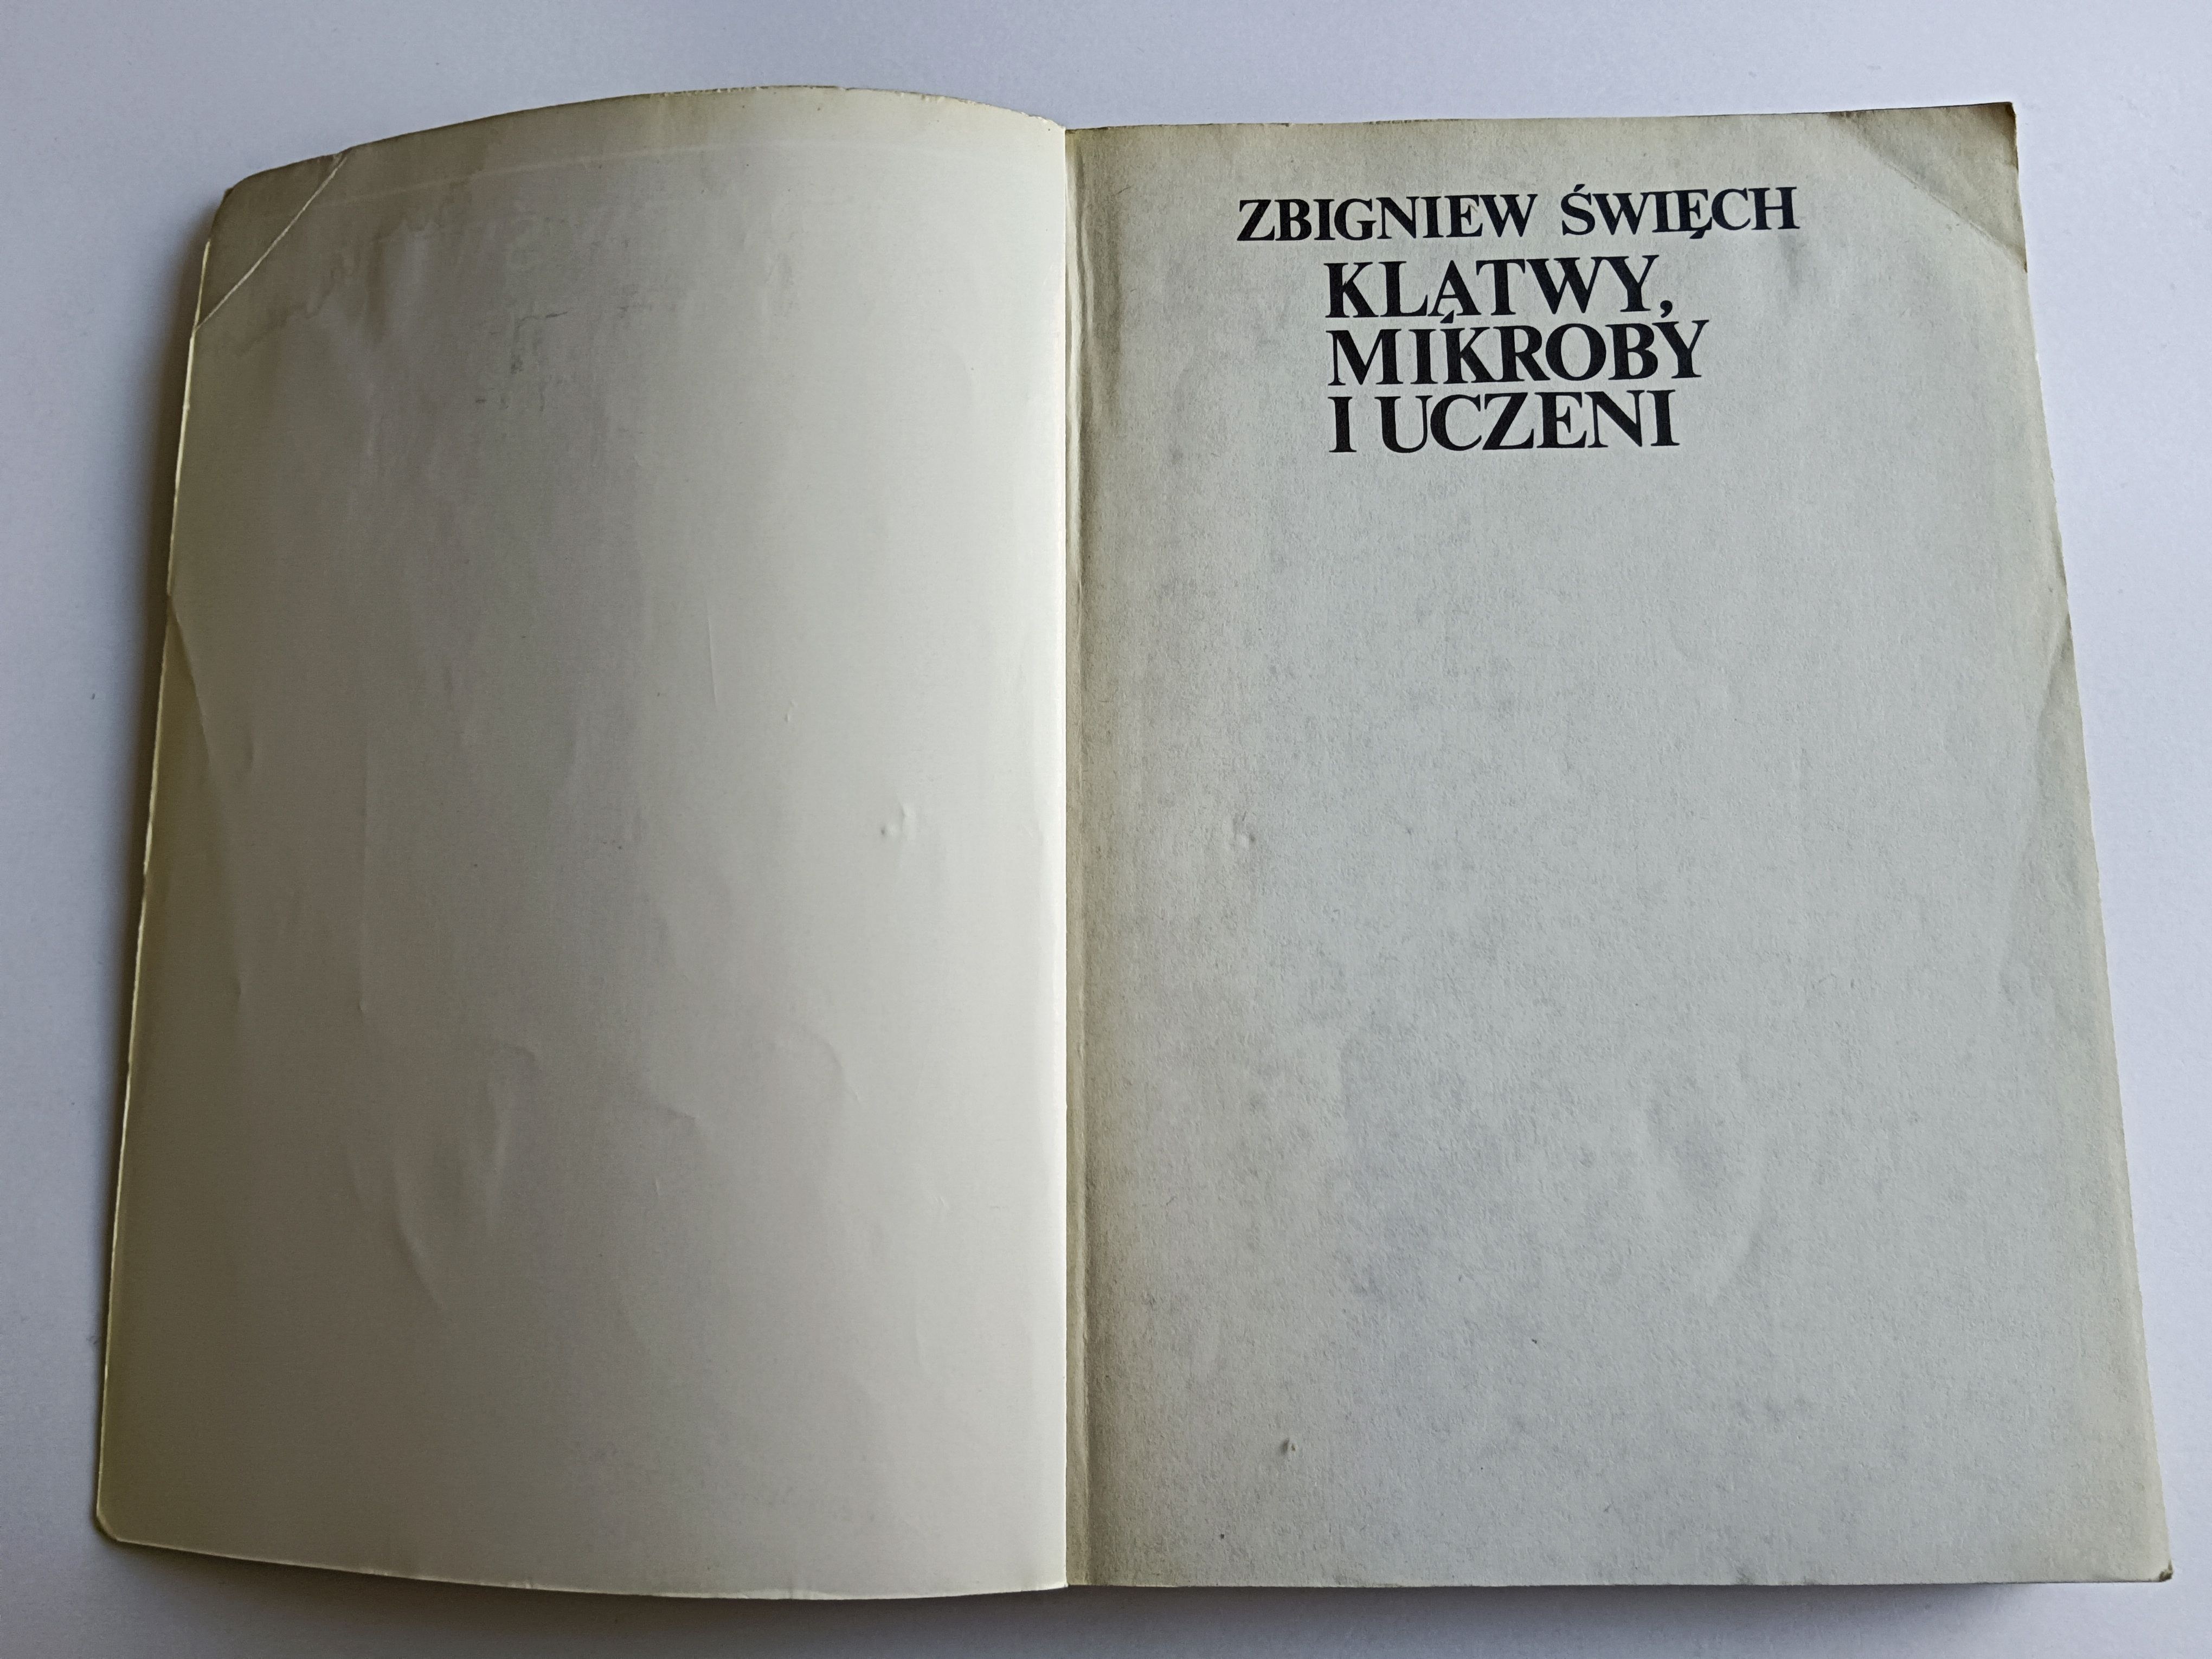 ZBIGNIEW ŚWIĘCH
KLĄTWY,
MIKROBY
I UCZENI